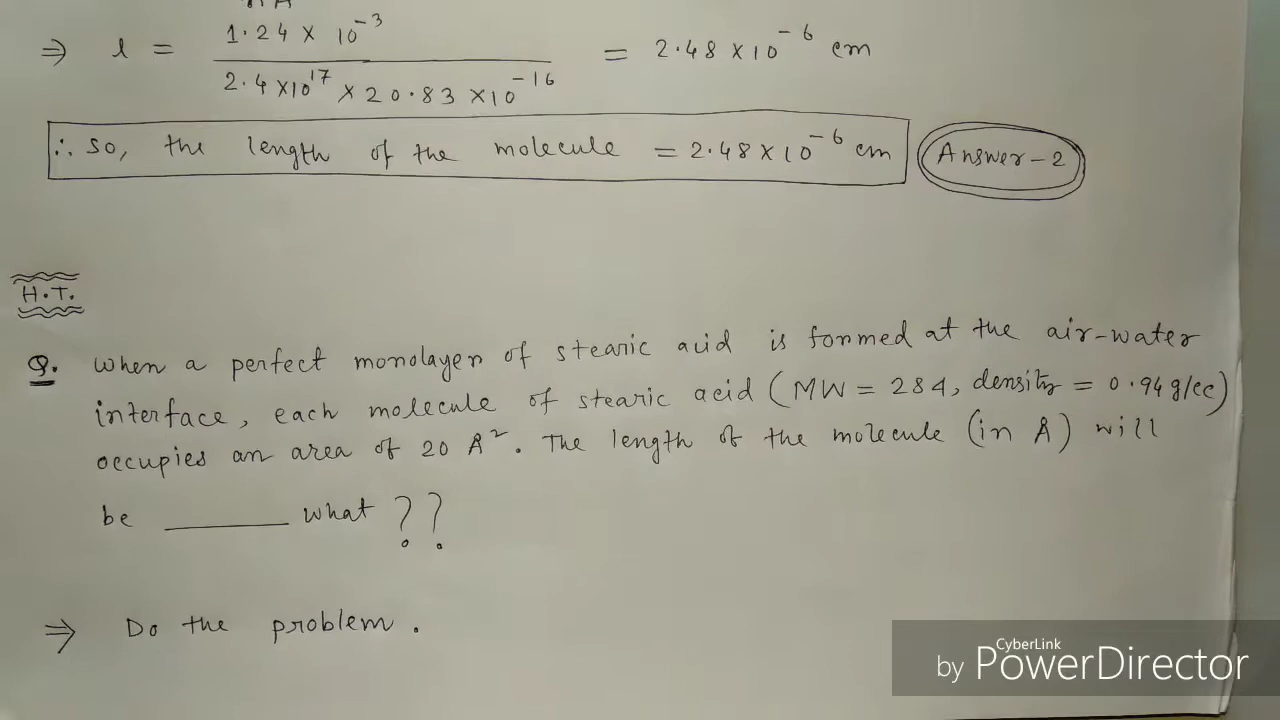 ⇒ l = 1.24 × 10⁻³ / 2.4 ×10¹⁷ × 20.83 ×10⁻¹⁶ = 2.48 ×10⁻⁶ cm
∴ so, the length of the molecule = 2.48 × 10⁻⁶ cm Answer-2
H.T.
Q. When a perfect monolayer of stearic acid is formed at the air-water
interface, each molecule of stearic acid (MW = 284, density = 0.94 g/cc)
occupies an area of 20 Å². The length of the molecule (in Å) will
be ______ what ??
⇒ Do the problem.
CyberLink
by PowerDirector